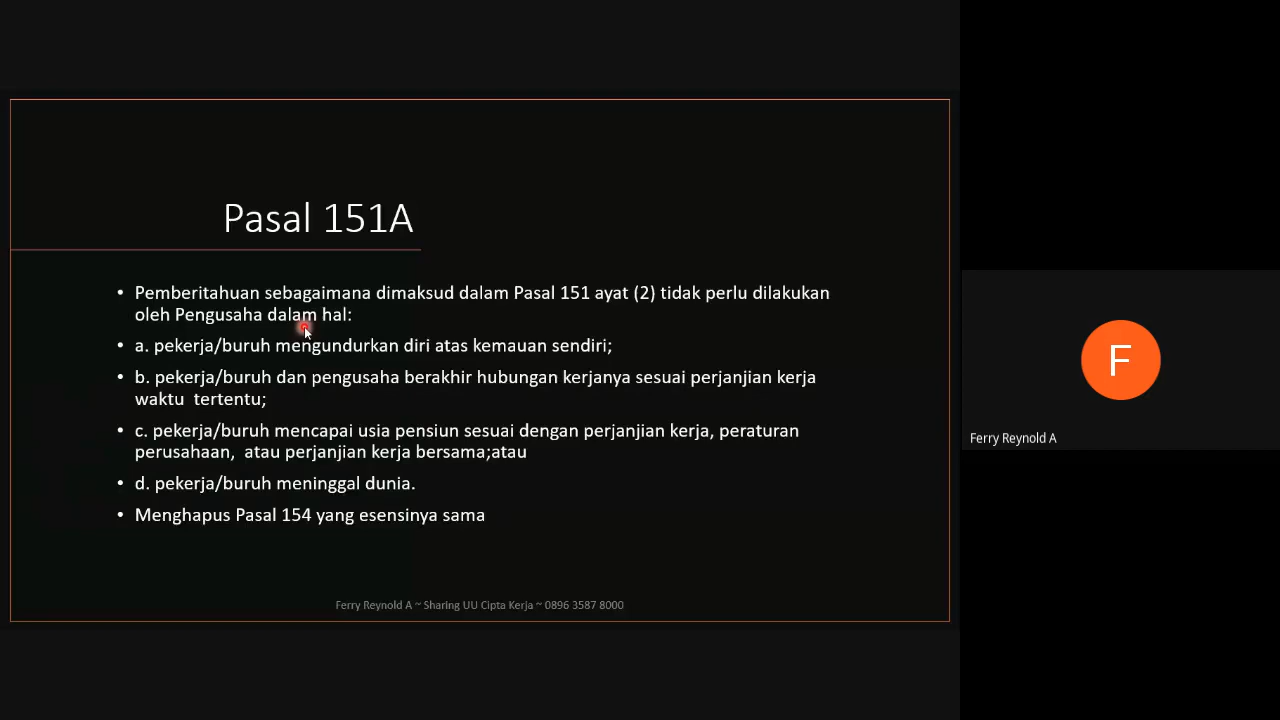 Pasal 151A
• Pemberitahuan sebagaimana dimaksud dalam Pasal 151 ayat (2) tidak perlu dilakukan
oleh Pengusaha dalam hal:
• a. pekerja/buruh mengundurkan diri atas kemauan sendiri;
• b. pekerja/buruh dan pengusaha berakhir hubungan kerjanya sesuai perjanjian kerja
waktu tertentu;
• c. pekerja/buruh mencapai usia pensiun sesuai dengan perjanjian kerja, peraturan
perusahaan, atau perjanjian kerja bersama;atau
• d. pekerja/buruh meninggal dunia.
• Menghapus Pasal 154 yang esensinya sama
Ferry Reynold A ~ Sharing UU Cipta Kerja ~ 0896 3587 8000
F
Ferry Reynold A